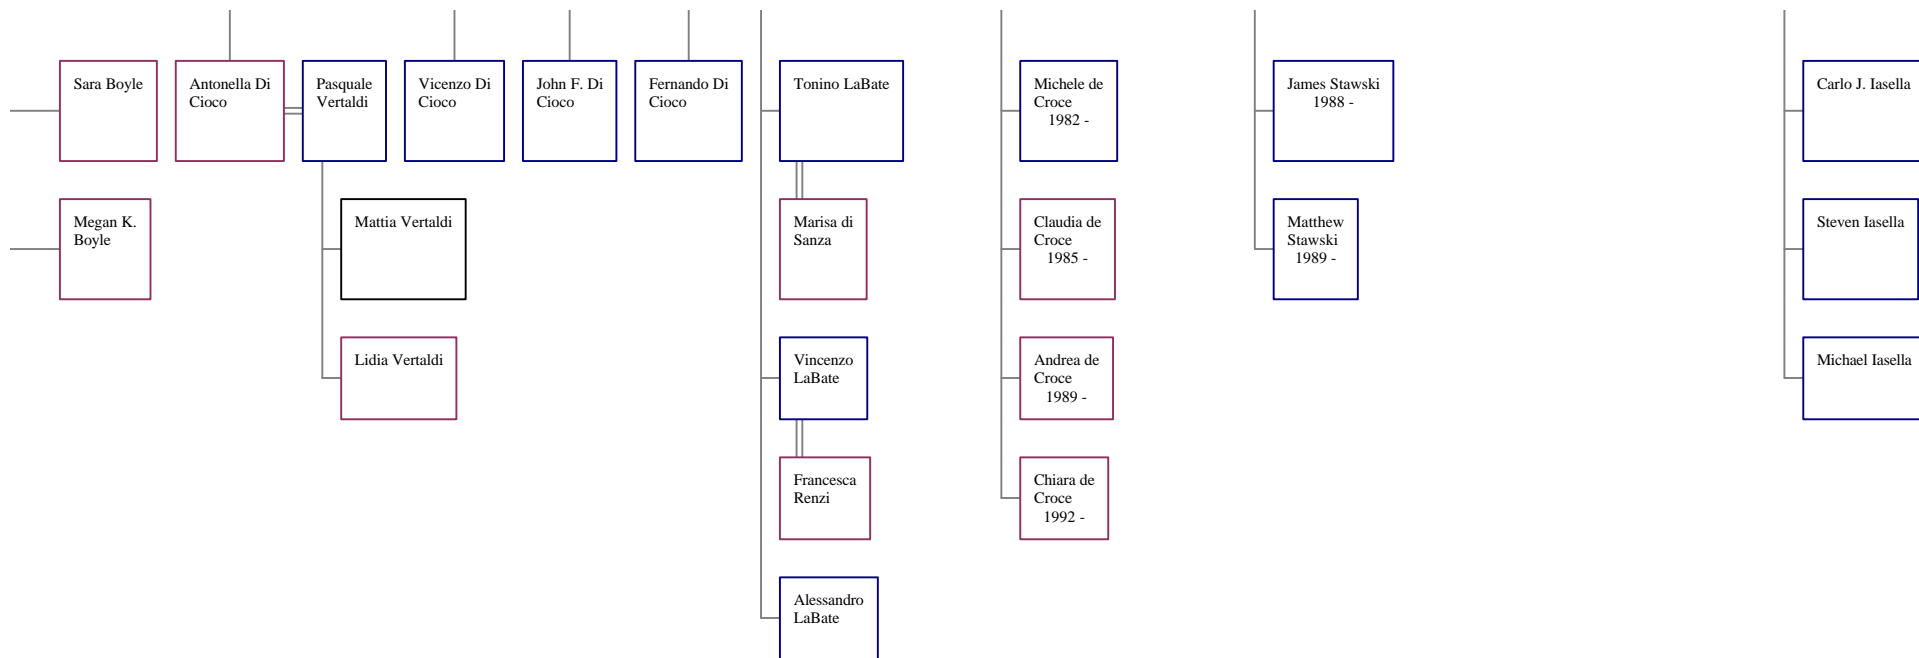 Sara Boyle
Antonella Di
Cioco
Pasquale
Vertaldi
Vicenzo Di
Cioco
John F. Di
Cioco
Fernando Di
Cioco
Tonino LaBate
Michele de
Croce
1982 -
James Stawski
1988 -
Carlo J. Iasella
Megan K.
Boyle
Mattia Vertaldi
Marisa di
Sanza
Claudia de
Croce
1985 -
Matthew
Stawski
1989 -
Steven Iasella
Lidia Vertaldi
Vincenzo
LaBate
Andrea de
Croce
1989 -
Michael Iasella
Francesca
Renzi
Chiara de
Croce
1992 -
Alessandro
LaBate